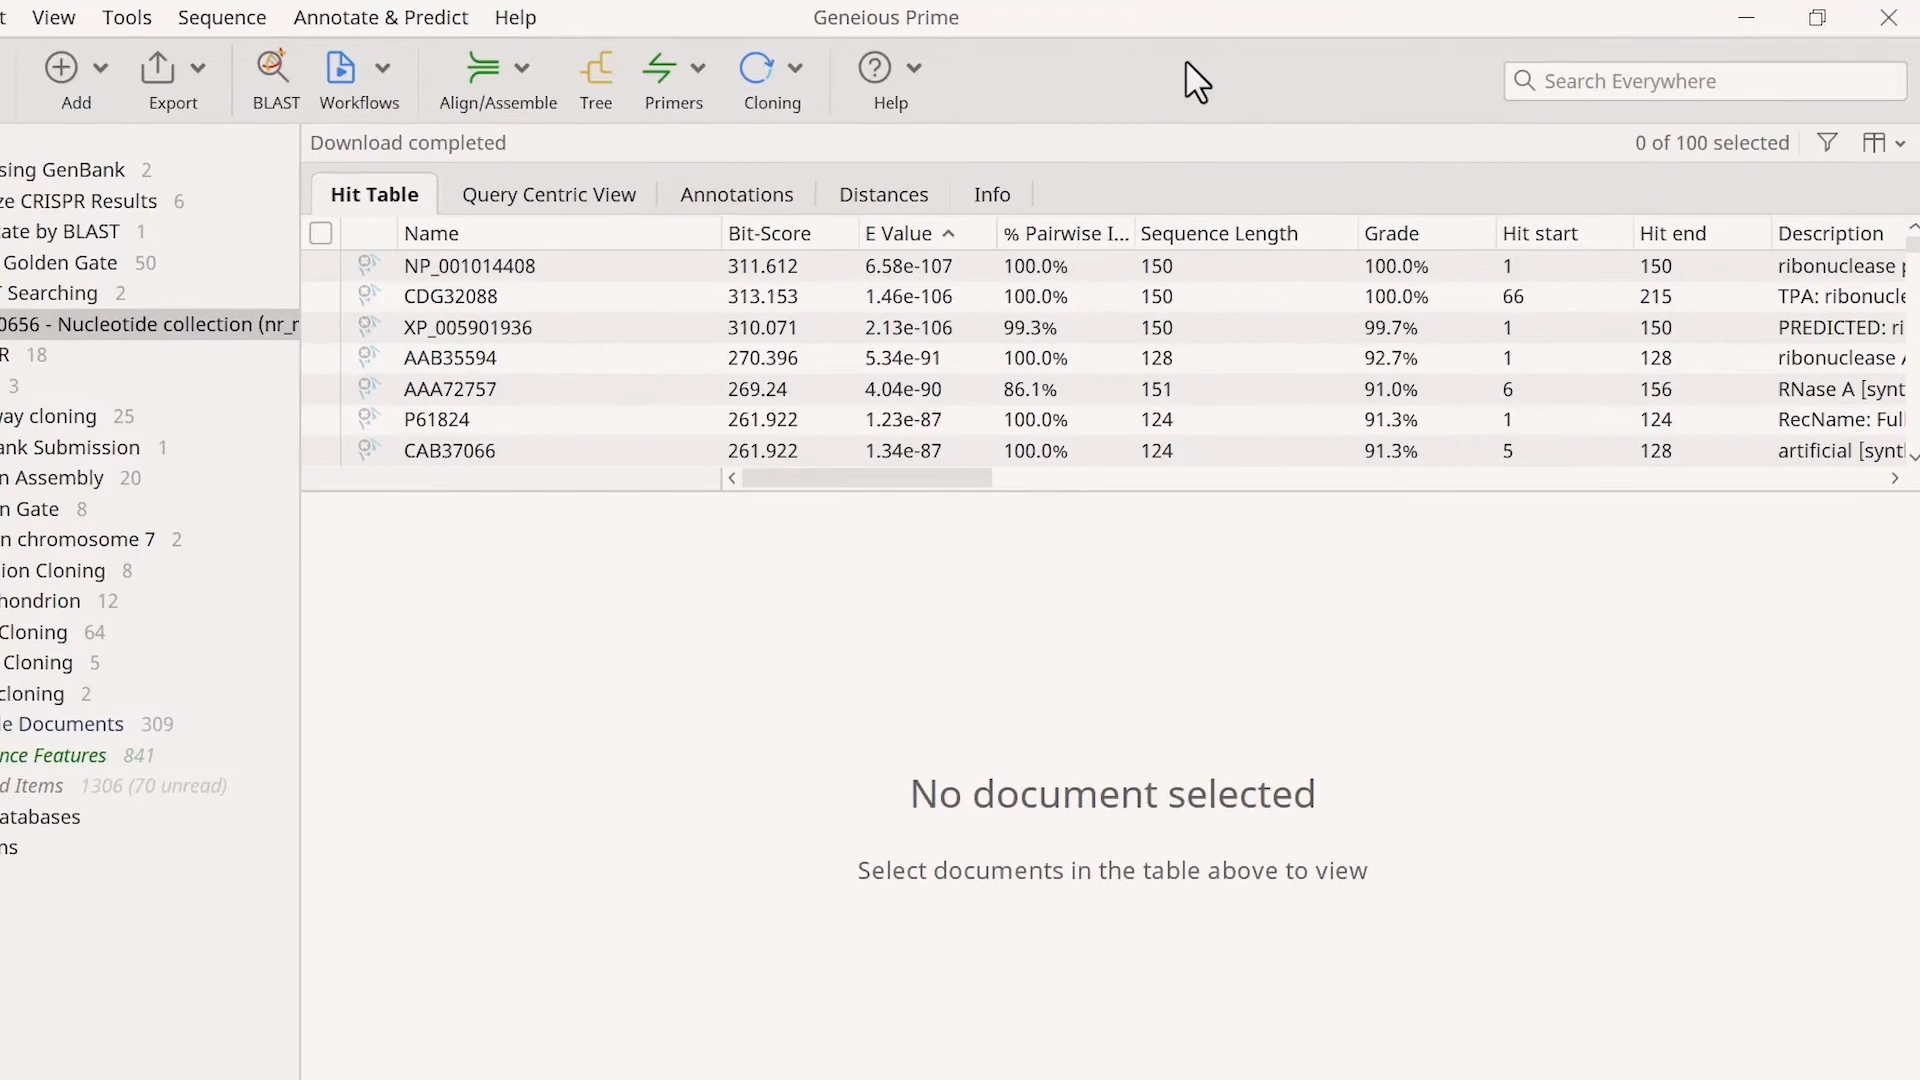 t View Tools Sequence Annotate & Predict Help Geneious Prime
Add Export BLAST Workflows Align/Assemble Tree Primers Cloning Help Search Everywhere
Download completed 0 of 100 selected
Hit Table Query Centric View Annotations Distances Info
Name Bit-Score E Value % Pairwise I... Sequence Length Grade Hit start Hit end Description
NP_001014408 311.612 6.58e-107 100.0% 150 100.0% 1 150 ribonuclease p
CDG32088 313.153 1.46e-106 100.0% 150 100.0% 66 215 TPA: ribonucle
XP_005901936 310.071 2.13e-106 99.3% 150 99.7% 1 150 PREDICTED: ri
AAB35594 270.396 5.34e-91 100.0% 128 92.7% 1 128 ribonuclease A
AAA72757 269.24 4.04e-90 86.1% 151 91.0% 6 156 RNase A [synt
P61824 261.922 1.23e-87 100.0% 124 91.3% 1 124 RecName: Full
CAB37066 261.922 1.34e-87 100.0% 124 91.3% 5 128 artificial [synt
sing GenBank 2
ze CRISPR Results 6
ate by BLAST 1
Golden Gate 50
T Searching 2
0656 - Nucleotide collection (nr_r
R 18
3
way cloning 25
ank Submission 1
n Assembly 20
n Gate 8
n chromosome 7 2
ion Cloning 8
hondrion 12
Cloning 64
Cloning 5
cloning 2
le Documents 309
nce Features 841
d Items 1306 (70 unread)
atabases
ns
No document selected
Select documents in the table above to view